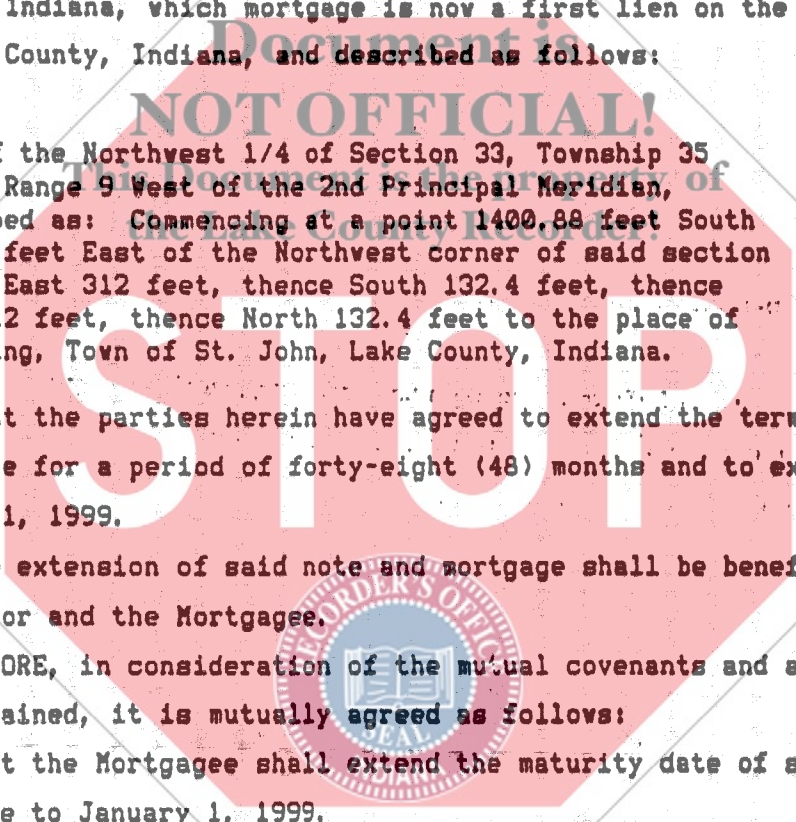 Indiana, which mortgage is now a first lien on the
Document is
County, Indiana, and described as follows:
NOT OFFICIAL!
the Northwest 1/4 of Section 33, Township 35
This Document is the property of
Range 9 West of the 2nd Principal Meridian,
ed as: Commencing at a point 1400.88 feet South
the Lake County Recorder!
feet East of the Northwest corner of said section
East 312 feet, thence South 132.4 feet, thence
2 feet, thence North 132.4 feet to the place of
ng, Town of St. John, Lake County, Indiana.
STOP
t the parties herein have agreed to extend the term
e for a period of forty-eight (48) months and to ex
1, 1999.
extension of said note and mortgage shall be benef
or and the Mortgagee.
RECORDER'S OFFIC
ORE, in consideration of the mutual covenants and a
ained, it is mutually agreed as follows:
SEAL
t the Mortgagee shall extend the maturity date of s
INDIANA
e to January 1, 1999.